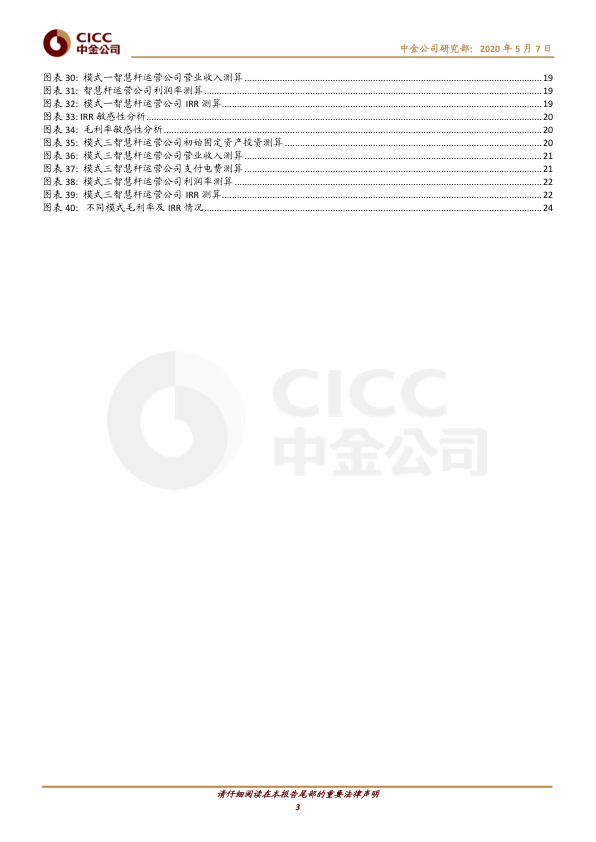 CICC
中金公司
中金公司研究部：2020 年 5 月 7 日
图表 30: 模式一智慧杆运营公司营业收入测算 19
图表 31: 智慧杆运营公司利润率测算 19
图表 32: 模式一智慧杆运营公司 IRR 测算 19
图表 33: IRR 敏感性分析 20
图表 34: 毛利率敏感性分析 20
图表 35: 模式三智慧杆运营公司初始固定资产投资测算 20
图表 36: 模式三智慧杆运营公司营业收入测算 21
图表 37: 模式三智慧杆运营公司支付电费测算 21
图表 38: 模式三智慧杆运营公司利润率测算 22
图表 39: 模式三智慧杆运营公司 IRR 测算 22
图表 40: 不同模式毛利率及 IRR 情况 24
CICC
中金公司
请仔细阅读在本报告尾部的重要法律声明
3